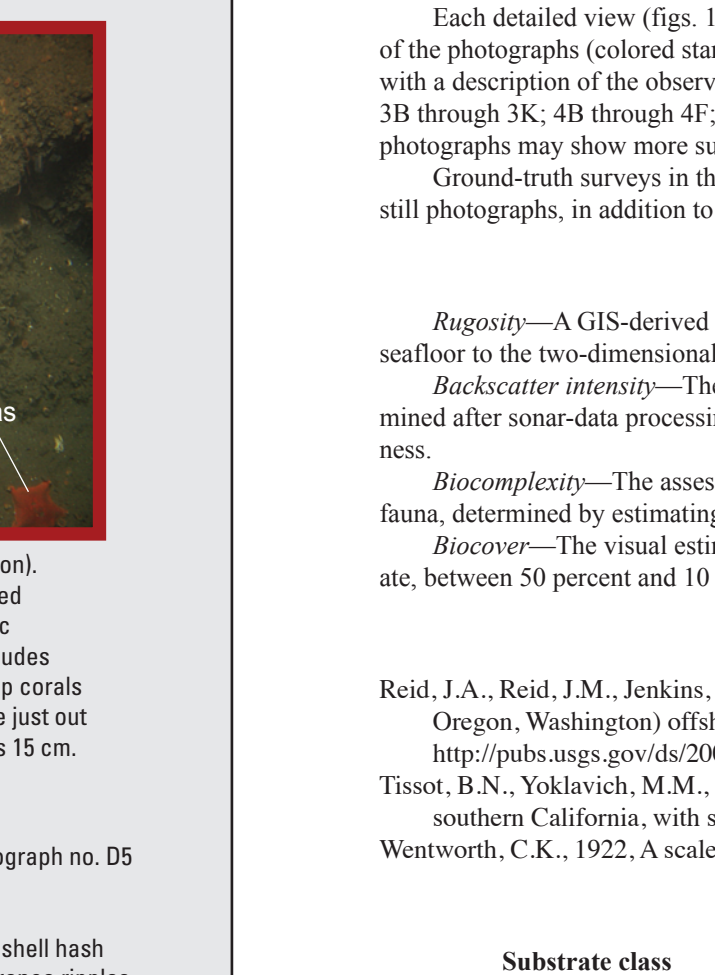 as
on).
ed
c
udes
p corals
e just out
s 15 cm.
ograph no. D5
shell hash
Each detailed view (figs. 1
of the photographs (colored star
with a description of the observ
3B through 3K; 4B through 4F;
photographs may show more su
Ground-truth surveys in th
still photographs, in addition to
Rugosity—A GIS-derived
seafloor to the two-dimensional
Backscatter intensity—The
mined after sonar-data processin
ness.
Biocomplexity—The asses
fauna, determined by estimating
Biocover—The visual estim
ate, between 50 percent and 10
Reid, J.A., Reid, J.M., Jenkins,
Oregon, Washington) offsh
http://pubs.usgs.gov/ds/200
Tissot, B.N., Yoklavich, M.M.,
southern California, with s
Wentworth, C.K., 1922, A scale
Substrate class